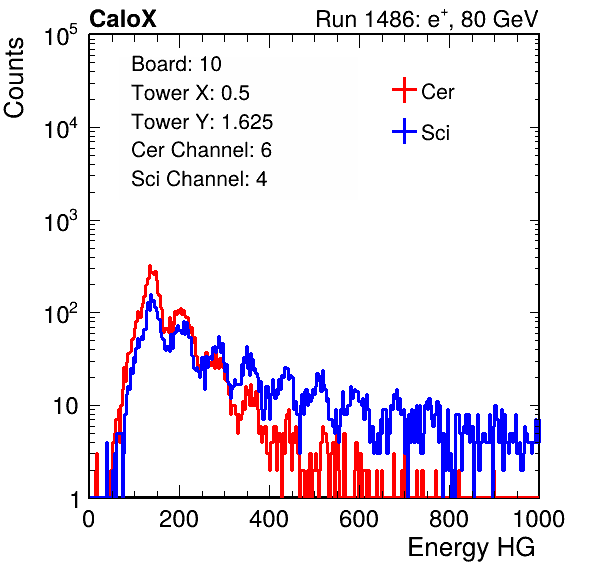 CaloX Run 1486: e⁺, 80 GeV
Counts
Board: 10
Tower X: 0.5
Tower Y: 1.625
Cer Channel: 6
Sci Channel: 4
Cer
Sci
10⁵
10⁴
10³
10²
10
1
0 200 400 600 800 1000
Energy HG